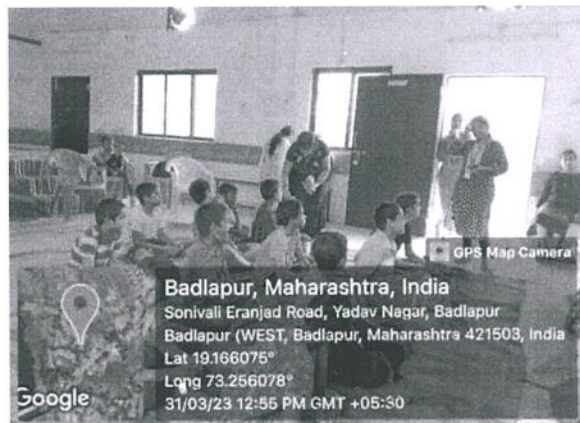 GPS Map Camera
Badlapur, Maharashtra, India
Sonivali Eranjad Road, Yadav Nagar, Badlapur
Badlapur (WEST, Badlapur, Maharashtra 421503, India
Lat 19.166075°
Long 73.256078°
31/03/23 12:55 PM GMT +05:30
Google